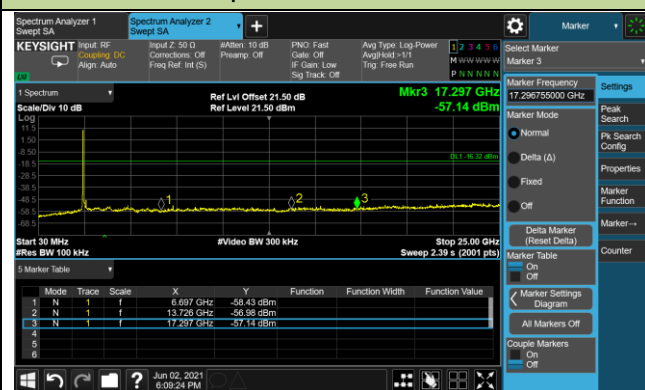 Spectrum Analyzer 1
Swept SA
Spectrum Analyzer 2
Swept SA
+
Marker
KEYSIGHT
Input: RF
Coupling: DC
Align: Auto
Input Z: 50 Ω
Corrections: Off
Freq Ref: Int (S)
#Atten: 10 dB
Preamp: Off
PNO: Fast
Gate: Off
IF Gain: Low
Sig Track: Off
Avg Type: Log-Power
Avg|Hold:>1/1
Trig: Free Run
1 2 3 4 5 6
M W W W W W
P N N N N N
Select Marker
Marker 3
1 Spectrum
Scale/Div 10 dB
Log
Ref Lvl Offset 21.50 dB
Ref Level 21.50 dBm
Mkr3 17.297 GHz
-57.14 dBm
11.5
1.50
-8.50
-18.5
-28.5
-38.5
-48.5
-58.5
-68.5
DL1 -16.32 dBm
1
2
3
Start 30 MHz
#Res BW 100 kHz
#Video BW 300 kHz
Stop 25.00 GHz
Sweep 2.39 s (2001 pts)
5 Marker Table
Mode Trace Scale X Y Function Function Width Function Value
1 N 1 f 6.697 GHz -58.43 dBm
2 N 1 f 13.726 GHz -56.98 dBm
3 N 1 f 17.297 GHz -57.14 dBm
4
5
6
Marker Frequency
17.296755000 GHz
Marker Mode
Normal
Delta (Δ)
Fixed
Off
Delta Marker
(Reset Delta)
Marker Table
On
Off
Marker Settings
Diagram
All Markers Off
Couple Markers
On
Off
Settings
Peak
Search
Pk Search
Config
Properties
Marker
Function
Marker→
Counter
?
Jun 02, 2021
6:09:24 PM